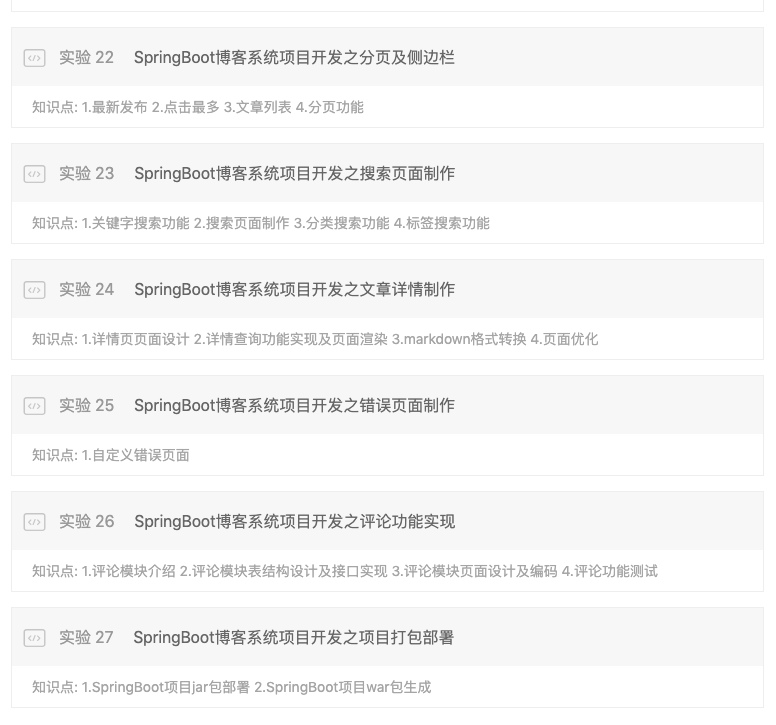 实验 22 SpringBoot博客系统项目开发之分页及侧边栏
知识点: 1.最新发布 2.点击最多 3.文章列表 4.分页功能
实验 23 SpringBoot博客系统项目开发之搜索页面制作
知识点: 1.关键字搜索功能 2.搜索页面制作 3.分类搜索功能 4.标签搜索功能
实验 24 SpringBoot博客系统项目开发之文章详情制作
知识点: 1.详情页页面设计 2.详情查询功能实现及页面渲染 3.markdown格式转换 4.页面优化
实验 25 SpringBoot博客系统项目开发之错误页面制作
知识点: 1.自定义错误页面
实验 26 SpringBoot博客系统项目开发之评论功能实现
知识点: 1.评论模块介绍 2.评论模块表结构设计及接口实现 3.评论模块页面设计及编码 4.评论功能测试
实验 27 SpringBoot博客系统项目开发之项目打包部署
知识点: 1.SpringBoot项目jar包部署 2.SpringBoot项目war包生成